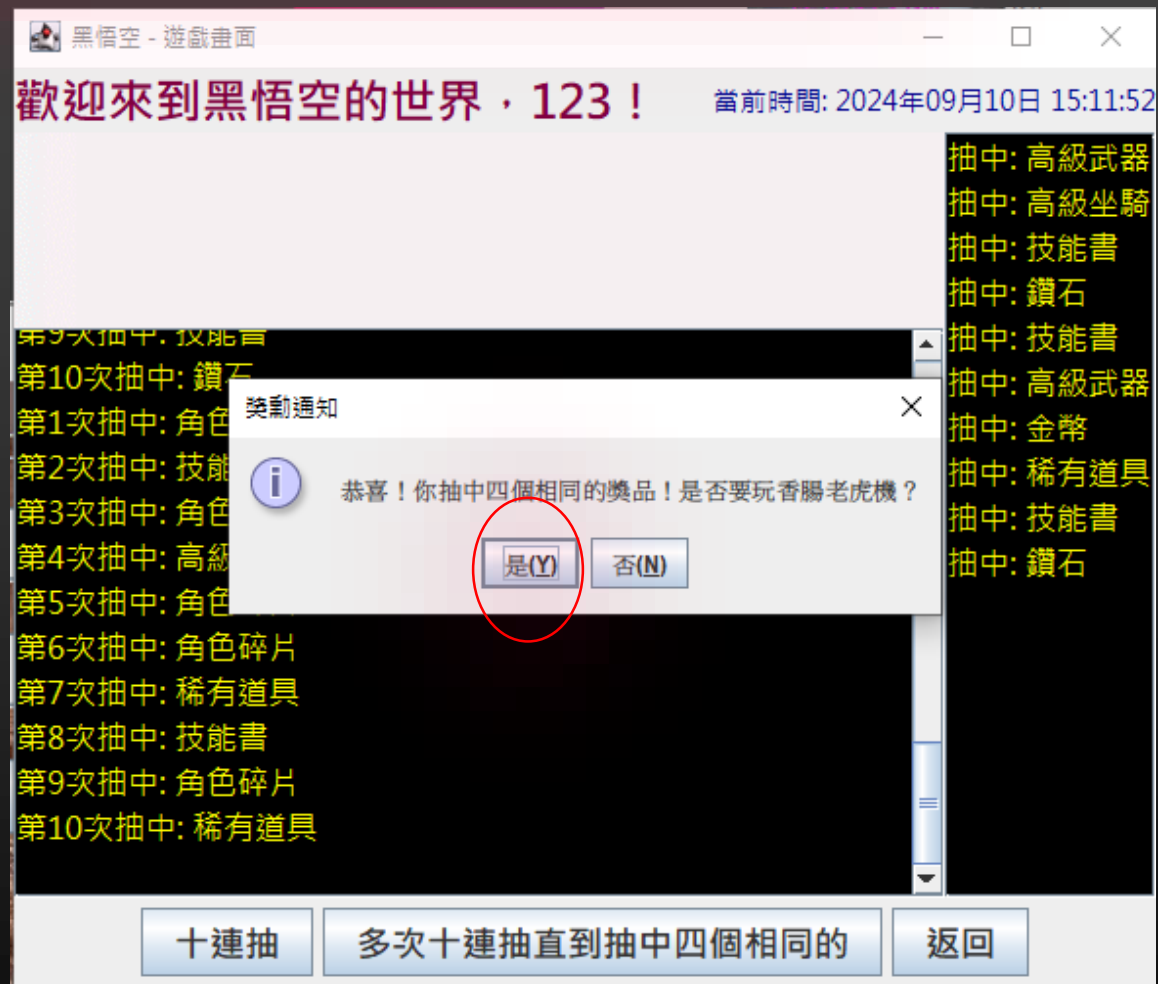 黑悟空 - 遊戲畫面
歡迎來到黑悟空的世界，123！
當前時間: 2024年09月10日 15:11:52
第9次抽中: 技能書
第10次抽中: 鑽石
第1次抽中: 角色
第2次抽中: 技能
第3次抽中: 角色
第4次抽中: 高級
第5次抽中: 角色
第6次抽中: 角色碎片
第7次抽中: 稀有道具
第8次抽中: 技能書
第9次抽中: 角色碎片
第10次抽中: 稀有道具
獎勳通知
恭喜！你抽中四個相同的獎品！是否要玩香腸老虎機？
是(Y)
否(N)
抽中: 高級武器
抽中: 高級坐騎
抽中: 技能書
抽中: 鑽石
抽中: 技能書
抽中: 高級武器
抽中: 金幣
抽中: 稀有道具
抽中: 技能書
抽中: 鑽石
十連抽
多次十連抽直到抽中四個相同的
返回